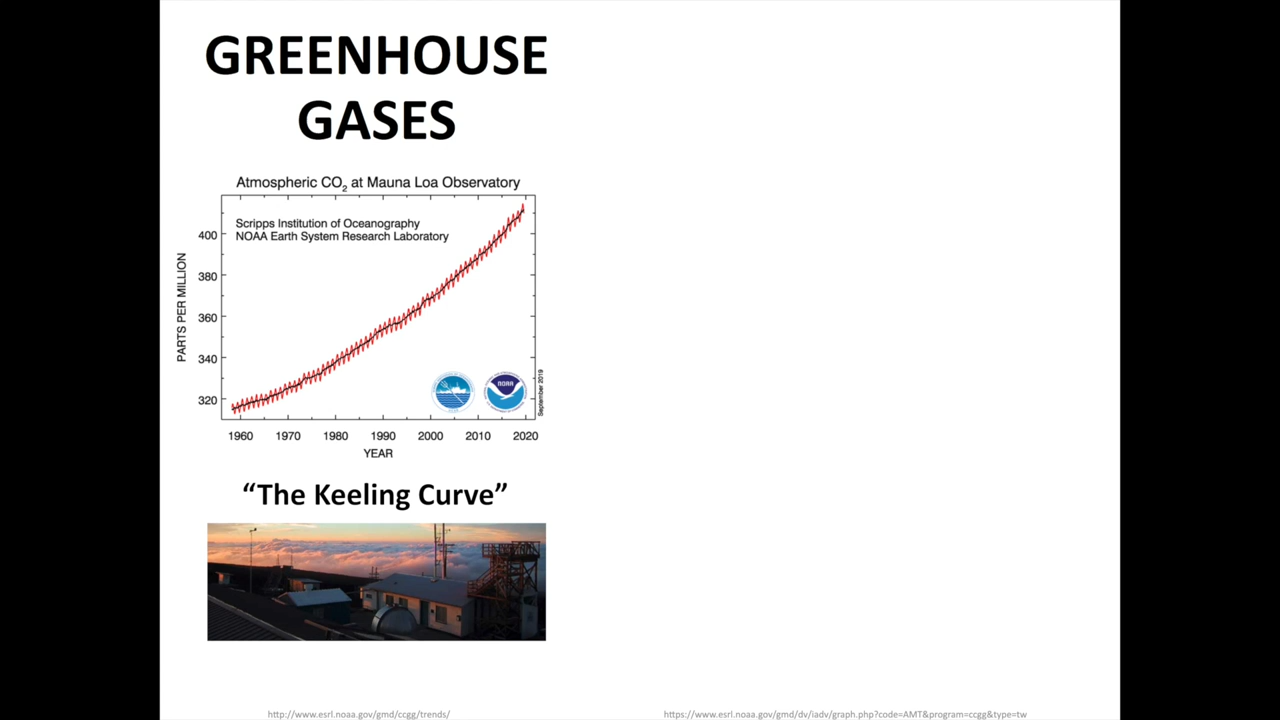 GREENHOUSE
GASES
Atmospheric CO2 at Mauna Loa Observatory
Scripps Institution of Oceanography
NOAA Earth System Research Laboratory
PARTS PER MILLION
400
380
360
340
320
NOAA
September 2019
1960 1970 1980 1990 2000 2010 2020
YEAR
“The Keeling Curve”
http://www.esrl.noaa.gov/gmd/ccgg/trends/
https://www.esrl.noaa.gov/gmd/dv/iadv/graph.php?code=AMT&program=ccgg&type=tw